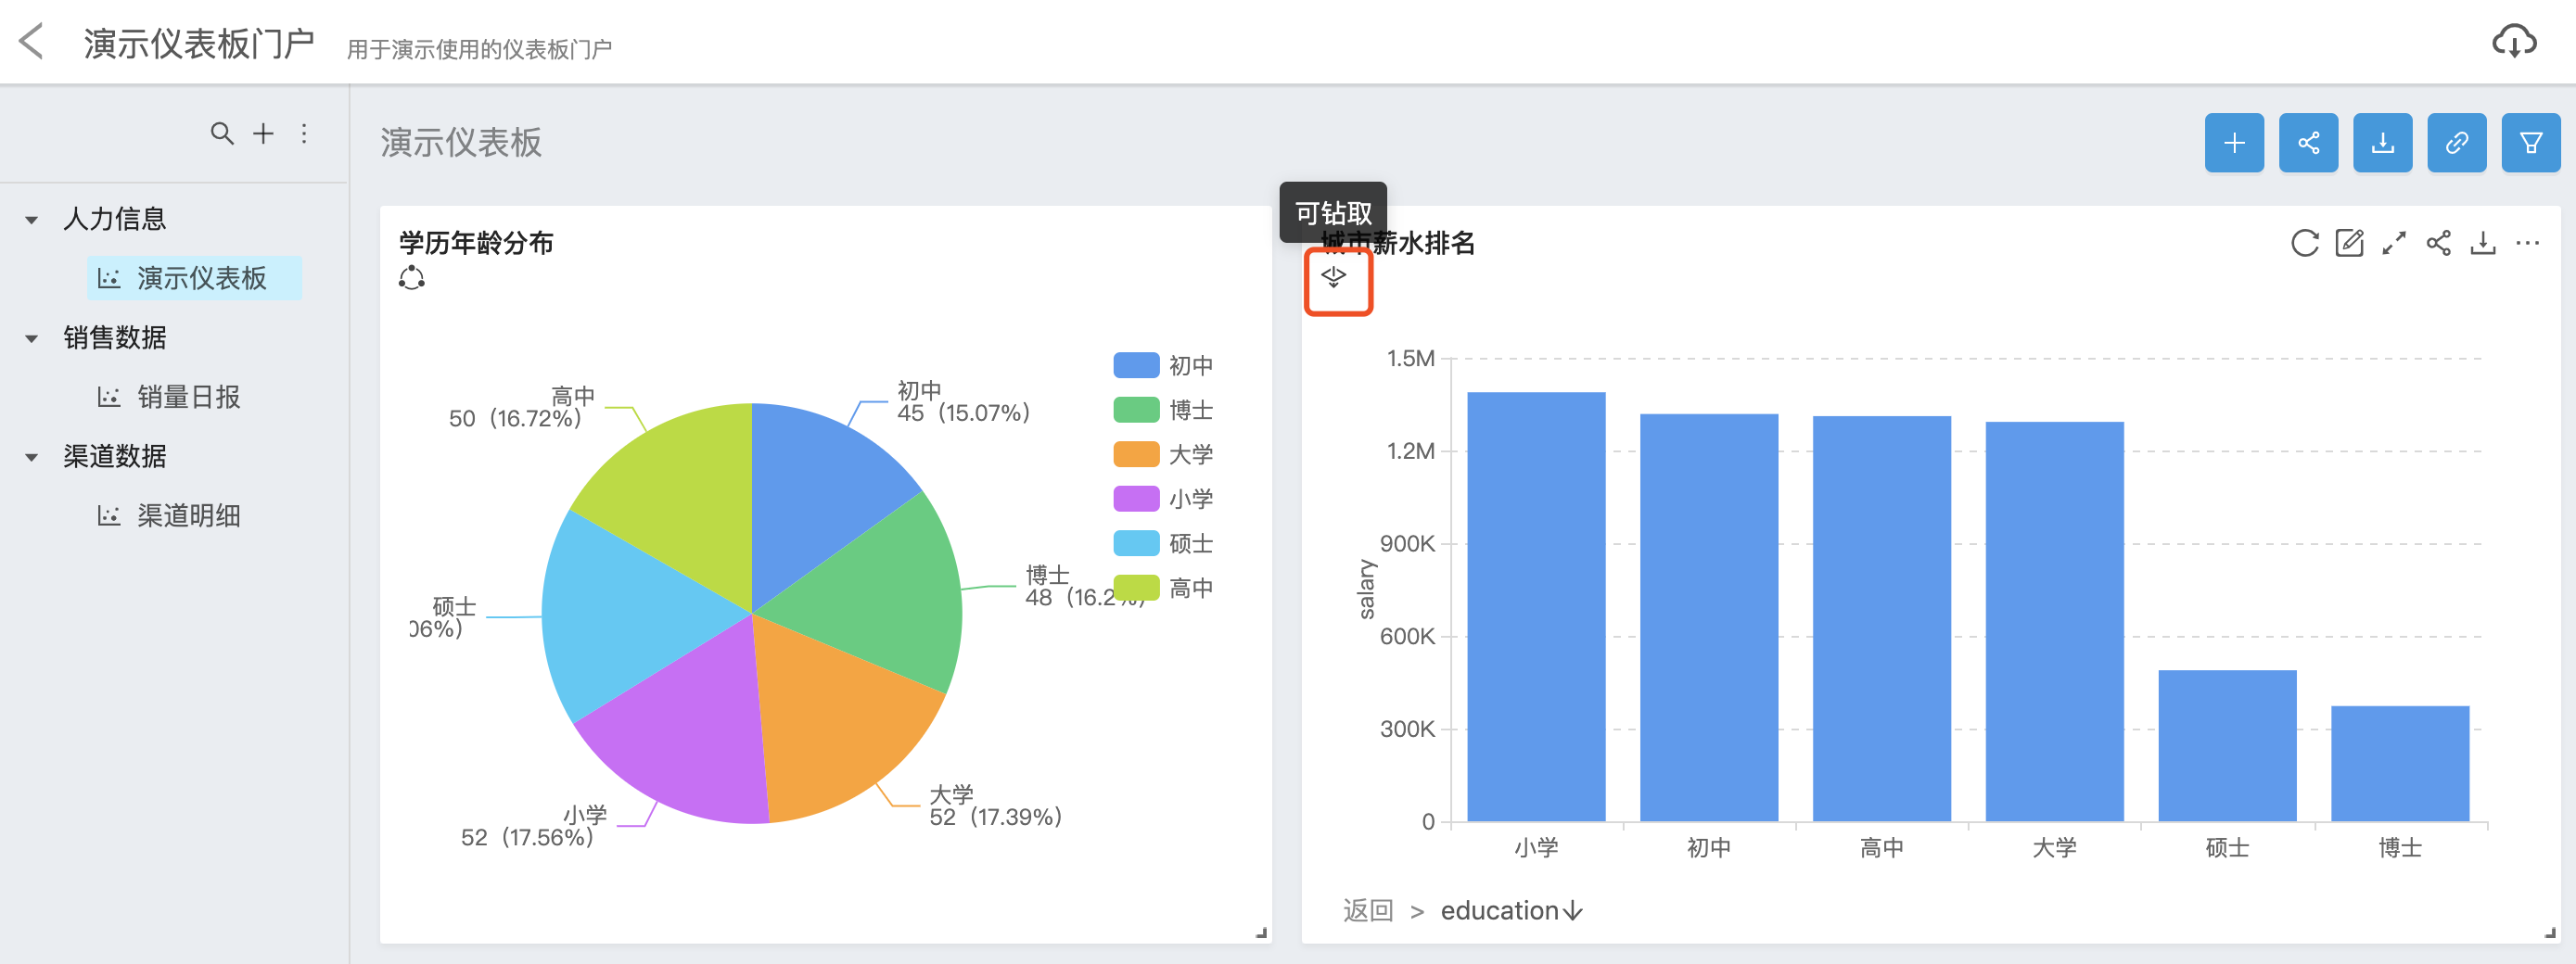 演示仪表板门户 用于演示使用的仪表板门户
人力信息
演示仪表板
销售数据
销量日报
渠道数据
渠道明细
演示仪表板
学历年龄分布
高中
50（16.72%）
初中
45（15.07%）
博士
48（16.2
大学
52（17.39%）
小学
52（17.56%）
硕士
06%）
初中
博士
大学
小学
硕士
高中
可钻取
城市薪水排名
1.5M
1.2M
900K
600K
300K
0
salary
小学 初中 高中 大学 硕士 博士
返回 > education↓